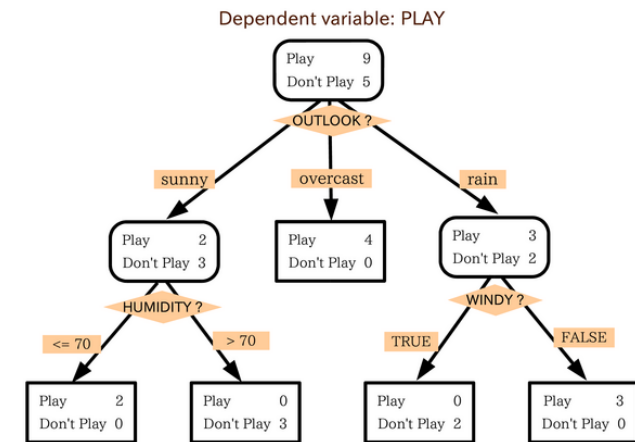 Dependent variable: PLAY
Play 9
Don't Play 5
OUTLOOK ?
sunny
overcast
rain
Play 2
Don't Play 3
Play 4
Don't Play 0
Play 3
Don't Play 2
HUMIDITY ?
WINDY ?
<= 70
> 70
TRUE
FALSE
Play 2
Don't Play 0
Play 0
Don't Play 3
Play 0
Don't Play 2
Play 3
Don't Play 0